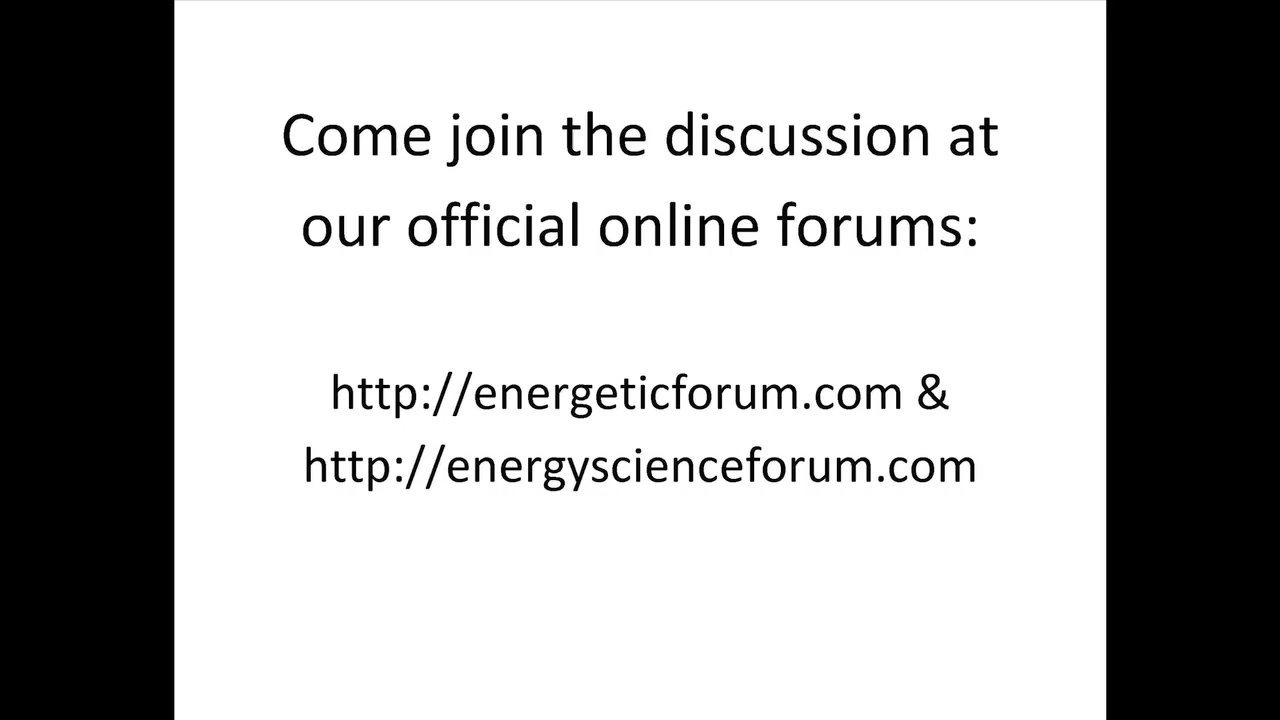 Come join the discussion at
our official online forums:
http://energeticforum.com &
http://energyscienceforum.com